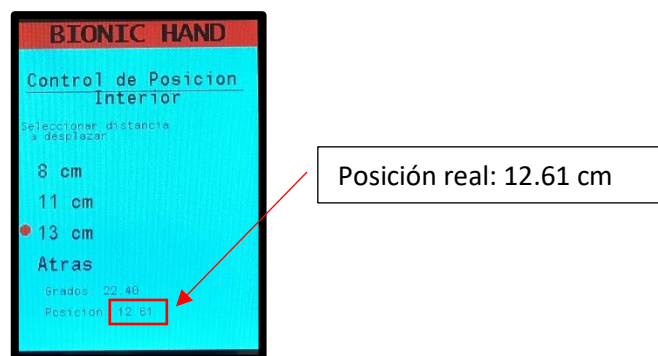 BIONIC HAND
Control de Posicion
Interior
Seleccionar distancia
a desplazar.
8 cm
11 cm
13 cm
Atras
Grados: 22.40
Posicion: 12.61
Posición real: 12.61 cm